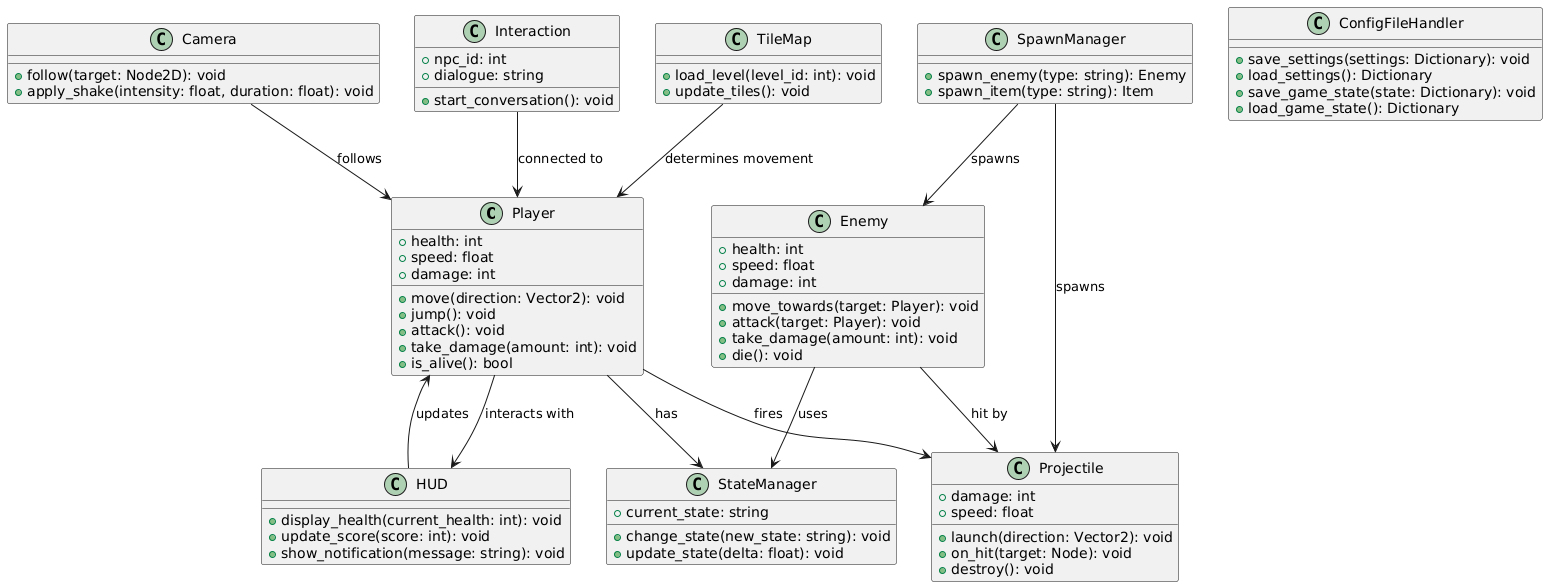 C Camera
follow(target: Node2D): void
apply_shake(intensity: float, duration: float): void
C Interaction
npc_id: int
dialogue: string
start_conversation(): void
C TileMap
load_level(level_id: int): void
update_tiles(): void
C SpawnManager
spawn_enemy(type: string): Enemy
spawn_item(type: string): Item
C ConfigFileHandler
save_settings(settings: Dictionary): void
load_settings(): Dictionary
save_game_state(state: Dictionary): void
load_game_state(): Dictionary
follows
connected to
determines movement
spawns
C Player
health: int
speed: float
damage: int
move(direction: Vector2): void
jump(): void
attack(): void
take_damage(amount: int): void
is_alive(): bool
C Enemy
health: int
speed: float
damage: int
move_towards(target: Player): void
attack(target: Player): void
take_damage(amount: int): void
die(): void
spawns
updates
interacts with
has
fires
uses
hit by
C HUD
display_health(current_health: int): void
update_score(score: int): void
show_notification(message: string): void
C StateManager
current_state: string
change_state(new_state: string): void
update_state(delta: float): void
C Projectile
damage: int
speed: float
launch(direction: Vector2): void
on_hit(target: Node): void
destroy(): void